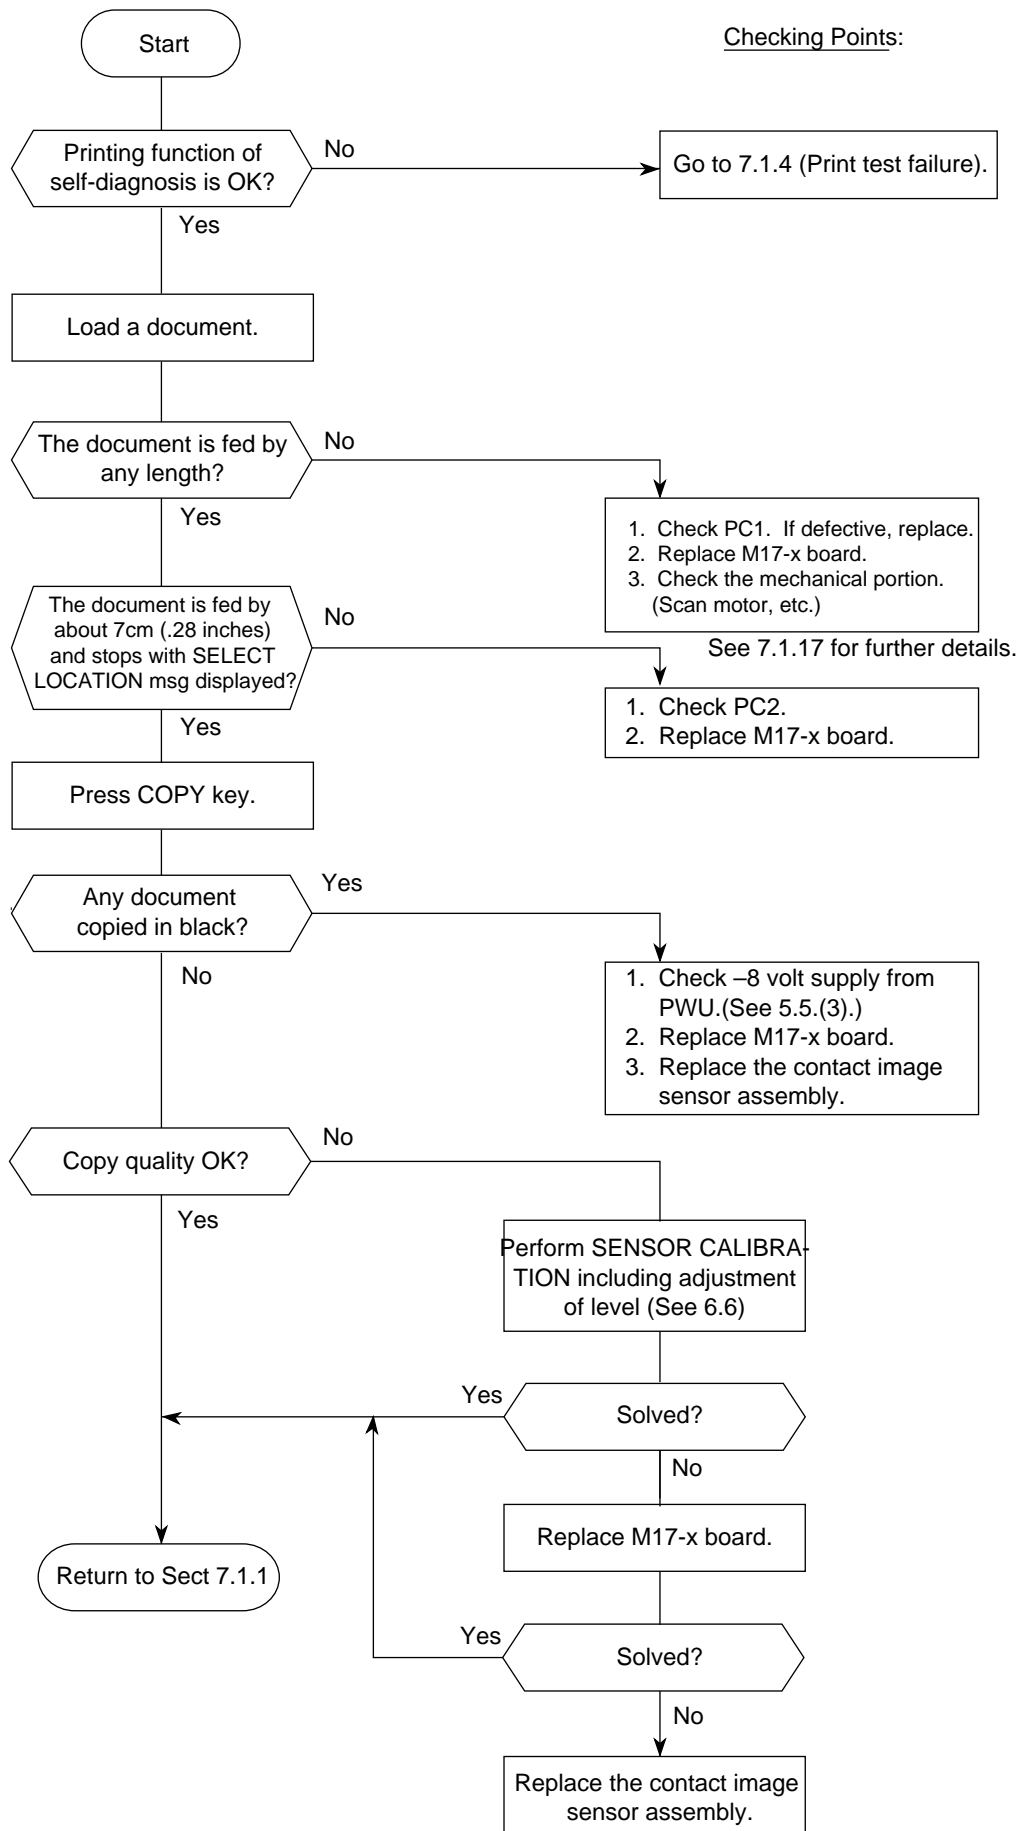 Start
Checking Points:
Printing function of
self-diagnosis is OK?
No
Go to 7.1.4 (Print test failure).
Yes
Load a document.
The document is fed by
any length?
No
Yes
1. Check PC1. If defective, replace.
2. Replace M17-x board.
3. Check the mechanical portion.
(Scan motor, etc.)
See 7.1.17 for further details.
The document is fed by
about 7cm (.28 inches)
and stops with SELECT
LOCATION msg displayed?
No
Yes
1. Check PC2.
2. Replace M17-x board.
Press COPY key.
Any document
copied in black?
Yes
No
1. Check –8 volt supply from
PWU.(See 5.5.(3).)
2. Replace M17-x board.
3. Replace the contact image
sensor assembly.
Copy quality OK?
No
Yes
Perform SENSOR CALIBRA-
TION including adjustment
of level (See 6.6)
Yes
Solved?
No
Replace M17-x board.
Return to Sect 7.1.1
Yes
Solved?
No
Replace the contact image
sensor assembly.